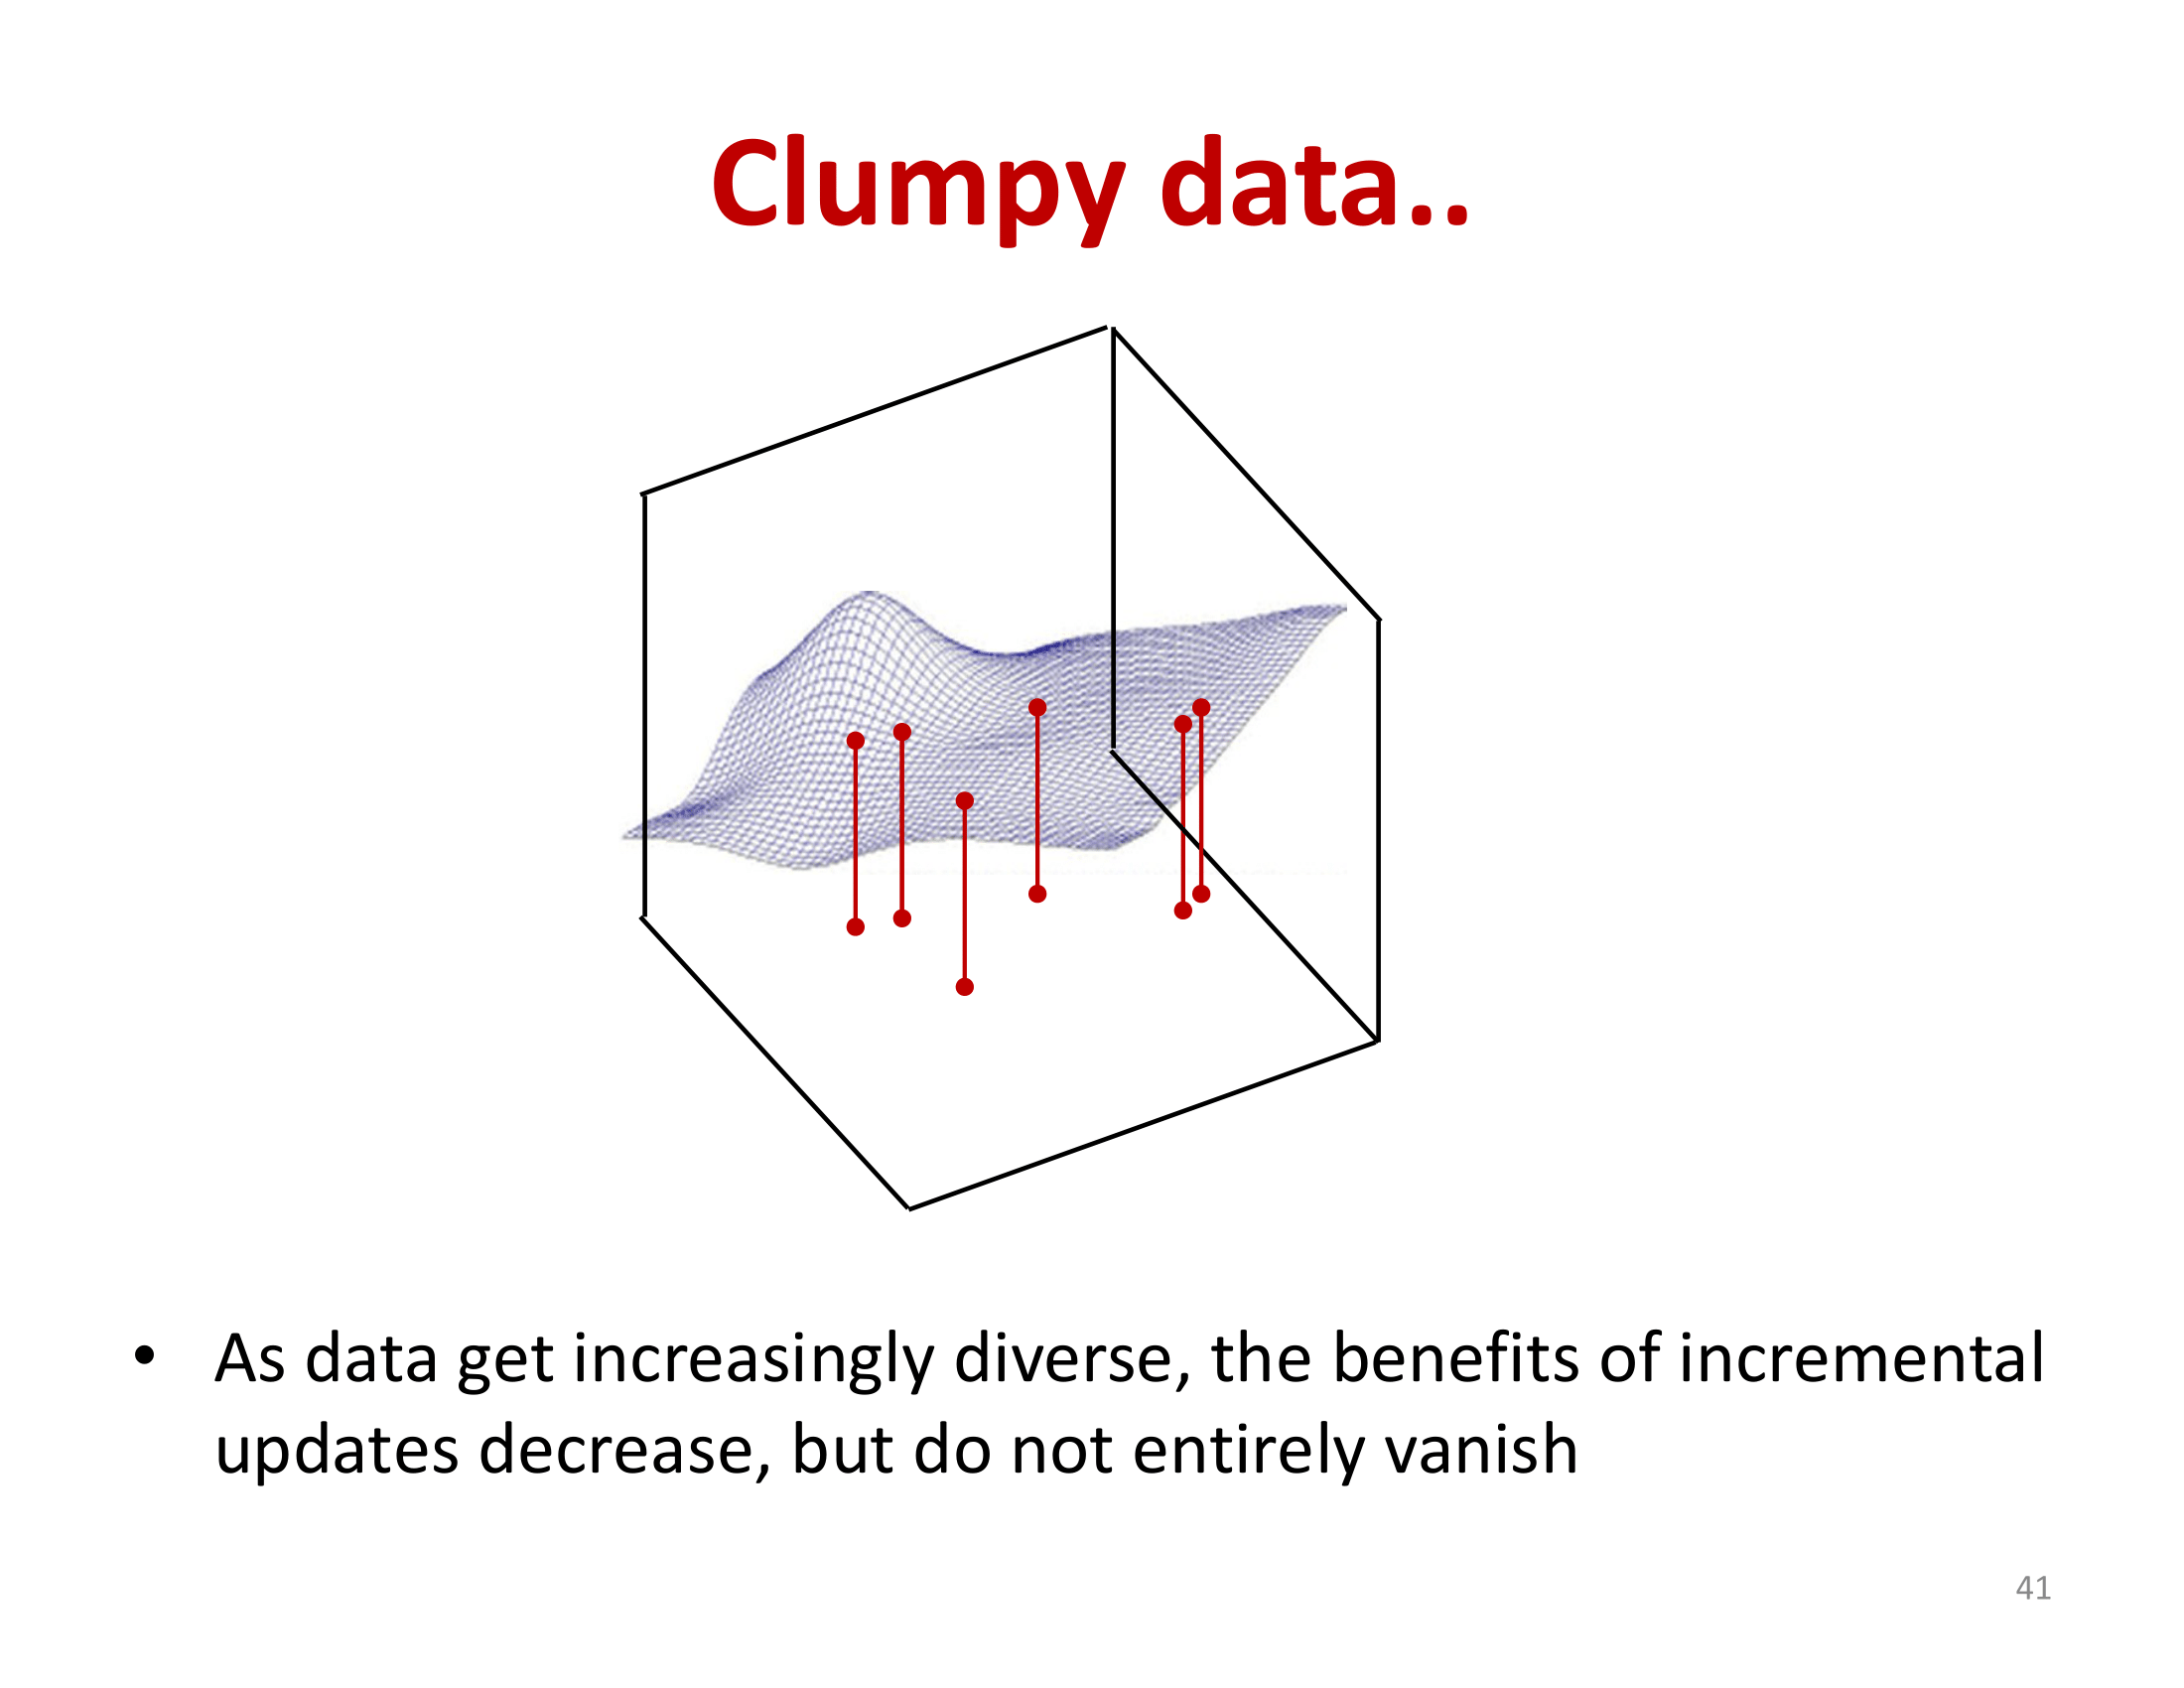 Clumpy data..
• As data get increasingly diverse, the benefits of incremental
updates decrease, but do not entirely vanish
41